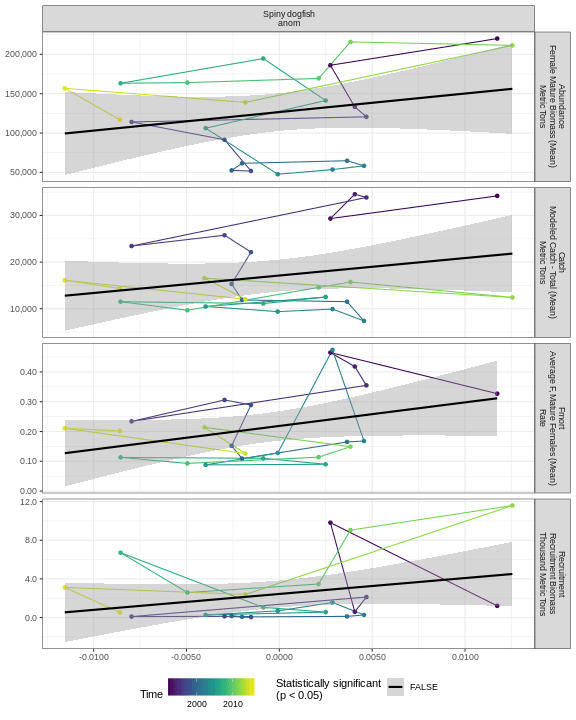 Spiny dogfish
anom
200,000
150,000
100,000
50,000
Abundance
Female Mature Biomass (Mean)
Metric Tons
30,000
20,000
10,000
Catch
Modeled Catch - Total (Mean)
Metric Tons
0.40
0.30
0.20
0.10
0.00
Fmort
Average F, Mature Females (Mean)
Rate
12.0
8.0
4.0
0.0
Recruitment
Recruitment Biomass
Thousand Metric Tons
-0.0100
-0.0050
0.0000
0.0050
0.0100
Time
2000
2010
Statistically significant
(p < 0.05)
FALSE